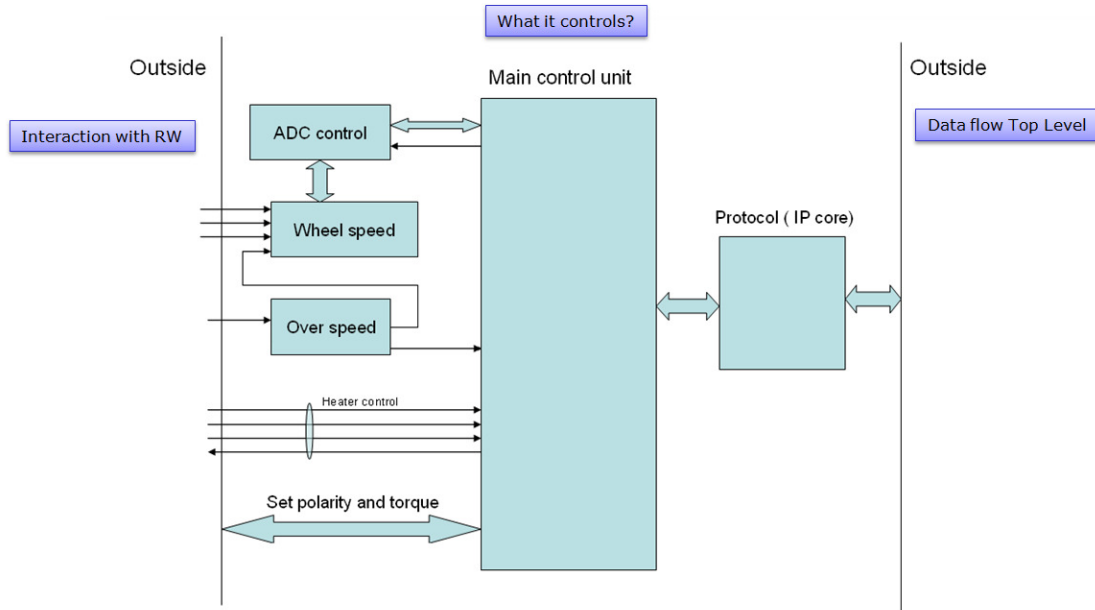 What it controls?
Outside
Outside
Main control unit
Interaction with RW
ADC control
Data flow Top Level
Wheel speed
Protocol ( IP core)
Over speed
Heater control
Set polarity and torque